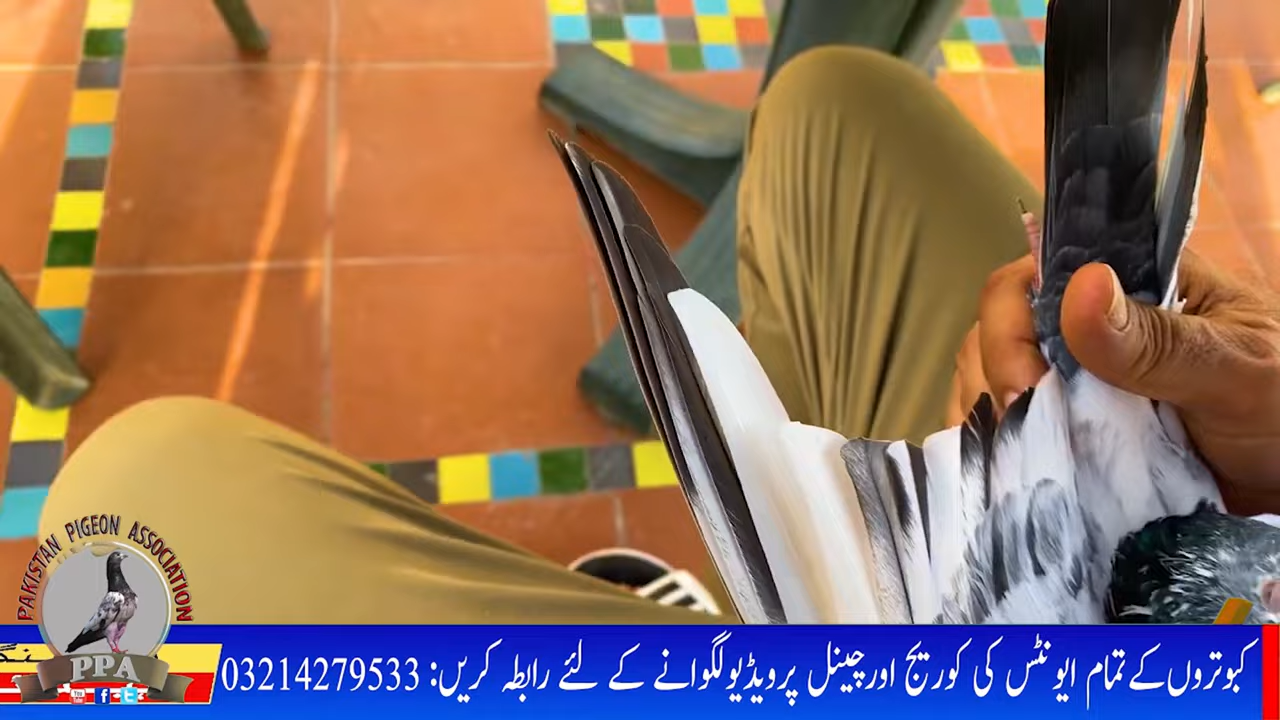 PAKISTAN PIGEON ASSOCIATION
PPA
کبوتروں کے تمام ایونٹس کی کوریج اور چینل پر ویڈیو لگوانے کے لئے رابطہ کریں: 03214279533